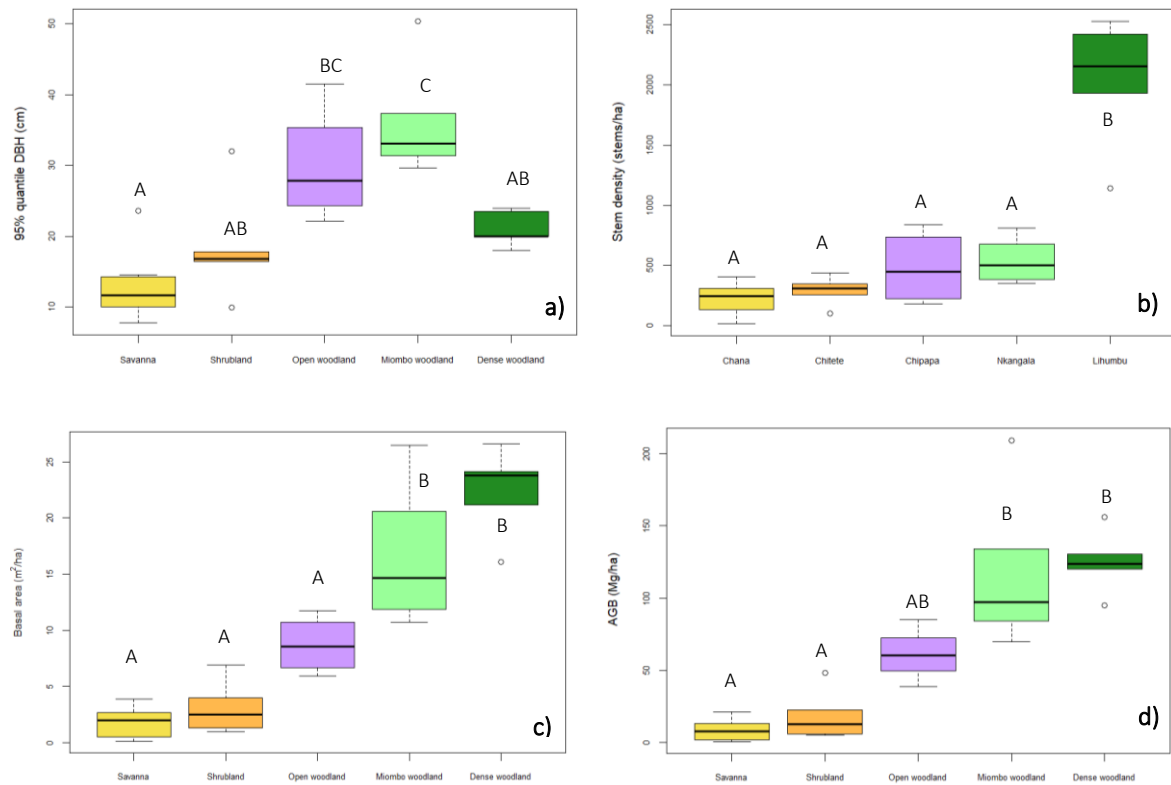 95% quantile DBH (cm)
50
40
30
20
10
A
AB
BC
C
AB
a)
Savanna Shrubland Open woodland Miombo woodland Dense woodland
Stem density (stems/ha)
2500
2000
1500
1000
500
0
A
A
A
A
B
b)
Chana Chitete Chipapa Nkangala Lihumbu
Basal area (m²/ha)
25
20
15
10
5
0
A
A
A
B
B
c)
Savanna Shrubland Open woodland Miombo woodland Dense woodland
AGB (Mg/ha)
200
150
100
50
0
A
A
AB
B
B
d)
Savanna Shrubland Open woodland Miombo woodland Dense woodland